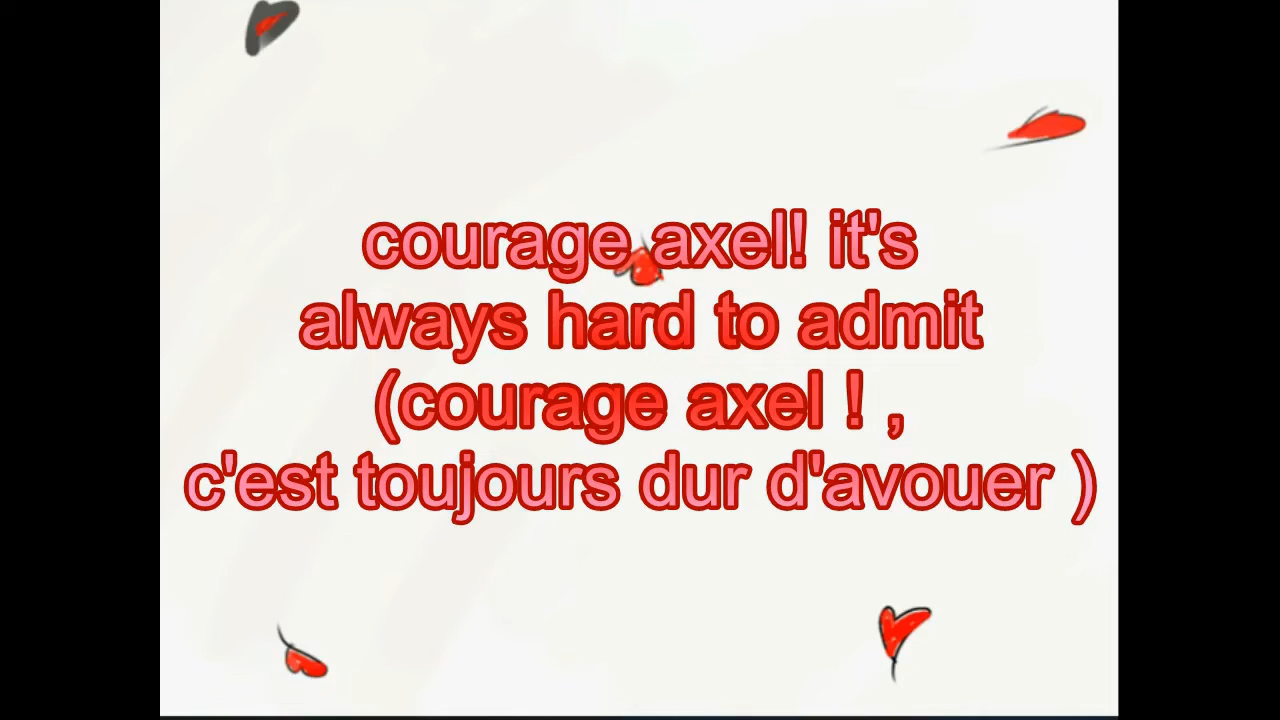 courage axel! it's
always hard to admit
(courage axel ! ,
c'est toujours dur d'avouer )